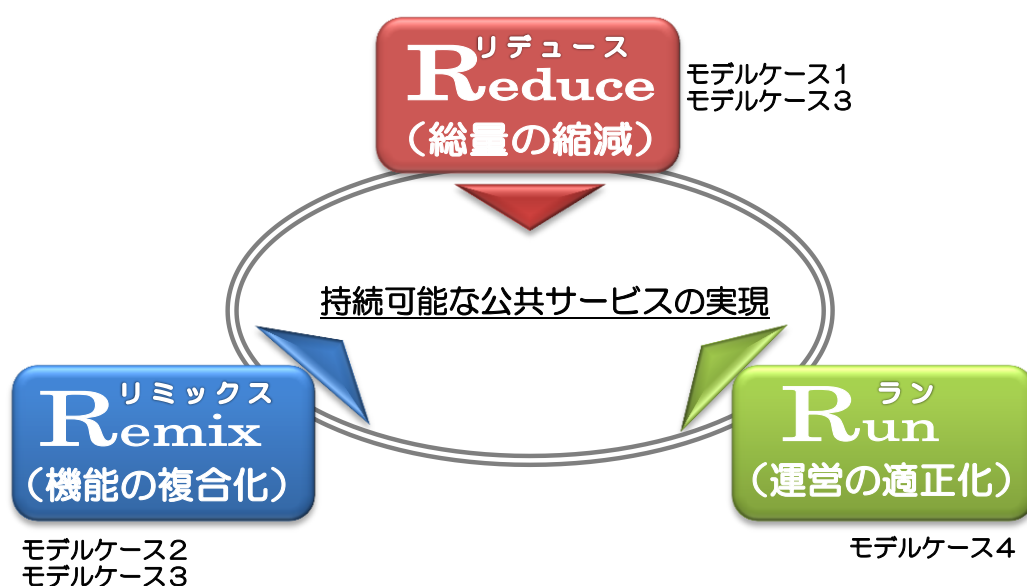 リデュース
Reduce
（総量の縮減）
モデルケース１
モデルケース３
持続可能な公共サービスの実現
リミックス
Remix
（機能の複合化）
モデルケース２
モデルケース３
ラン
Run
（運営の適正化）
モデルケース４